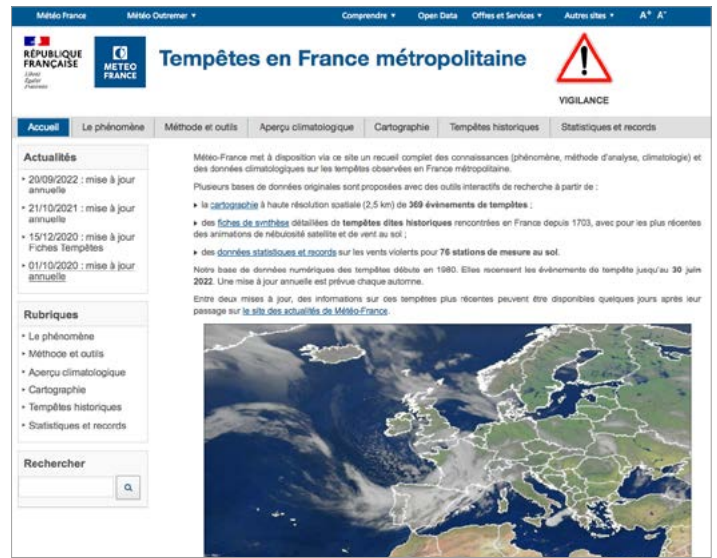 Météo France Météo Outremer Comprendre Open Data Offres et Services Autres sites A+ A-
RÉPUBLIQUE
FRANÇAISE
Liberté
Égalité
Fraternité
METEO
FRANCE
Tempêtes en France métropolitaine
VIGILANCE
Accueil Le phénomène Méthode et outils Aperçu climatologique Cartographie Tempêtes historiques Statistiques et records
Actualités
20/09/2022 : mise à jour
annuelle
21/10/2021 : mise à jour
annuelle
15/12/2020 : mise à jour
Fiches Tempêtes
01/10/2020 : mise à jour
annuelle
Rubriques
Le phénomène
Méthode et outils
Aperçu climatologique
Cartographie
Tempêtes historiques
Statistiques et records
Rechercher
Météo-France met à disposition via ce site un recueil complet des connaissances (phénomène, méthode d'analyse, climatologie) et
des données climatologiques sur les tempêtes observées en France métropolitaine.
Plusieurs bases de données originales sont proposées avec des outils interactifs de recherche à partir de :
la cartographie à haute résolution spatiale (2,5 km) de 369 évènements de tempêtes ;
des fiches de synthèse détaillées de tempêtes dites historiques rencontrées en France depuis 1703, avec pour les plus récentes
des animations de nébulosité satellite et de vent au sol ;
des données statistiques et records sur les vents violents pour 76 stations de mesure au sol.
Notre base de données numériques des tempêtes débute en 1980. Elles recensent les évènements de tempête jusqu'au 30 juin
2022. Une mise à jour annuelle est prévue chaque automne.
Entre deux mises à jour, des informations sur des tempêtes plus récentes peuvent être disponibles quelques jours après leur
passage sur le site des actualités de Météo-France.